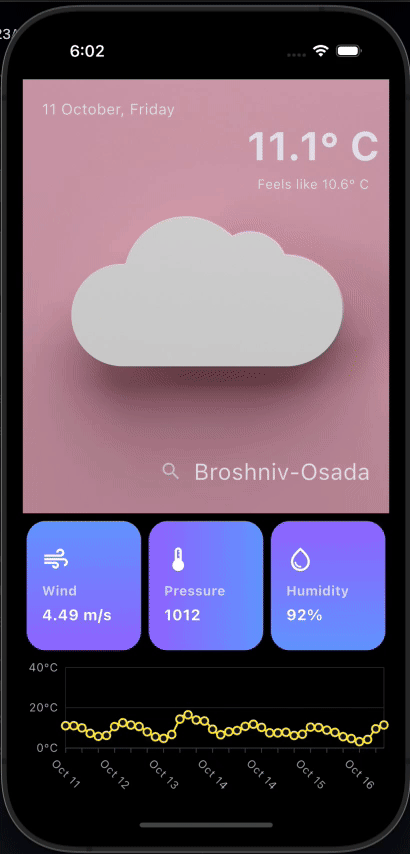 23/
6:02
11 October, Friday
11.1° C
Feels like 10.6° C
Broshniv-Osada
Wind
4.49 m/s
Pressure
1012
Humidity
92%
40°C
20°C
0°C
Oct 11
Oct 12
Oct 13
Oct 14
Oct 14
Oct 15
Oct 16